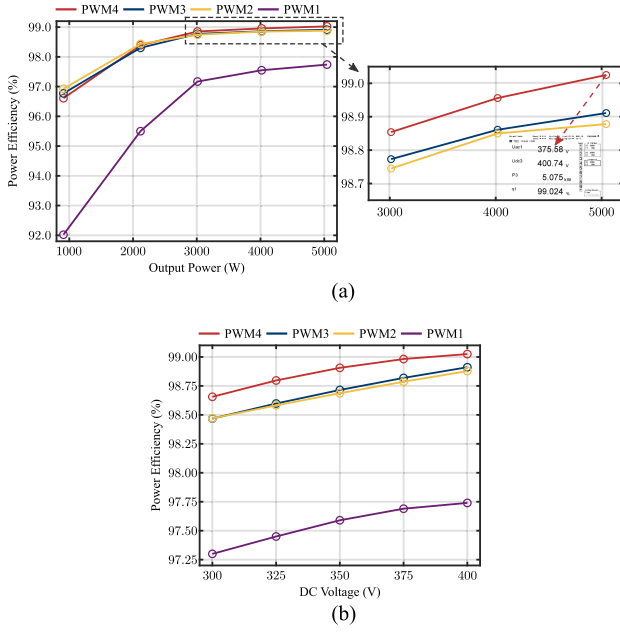 PWM4 PWM3 PWM2 PWM1
99.0
98.0
97.0
96.0
95.0
94.0
93.0
92.0
Power Efficiency (%)
1000 2000 3000 4000 5000
Output Power (W)
99.0
98.9
98.8
98.7
3000 4000 5000
375.58 V
400.74 V
P3 5.075 kW
99.024 %
(a)
PWM4 PWM3 PWM2 PWM1
99.00
98.75
98.50
98.25
98.00
97.75
97.50
97.25
Power Efficiency (%)
300 325 350 375 400
DC Voltage (V)
(b)